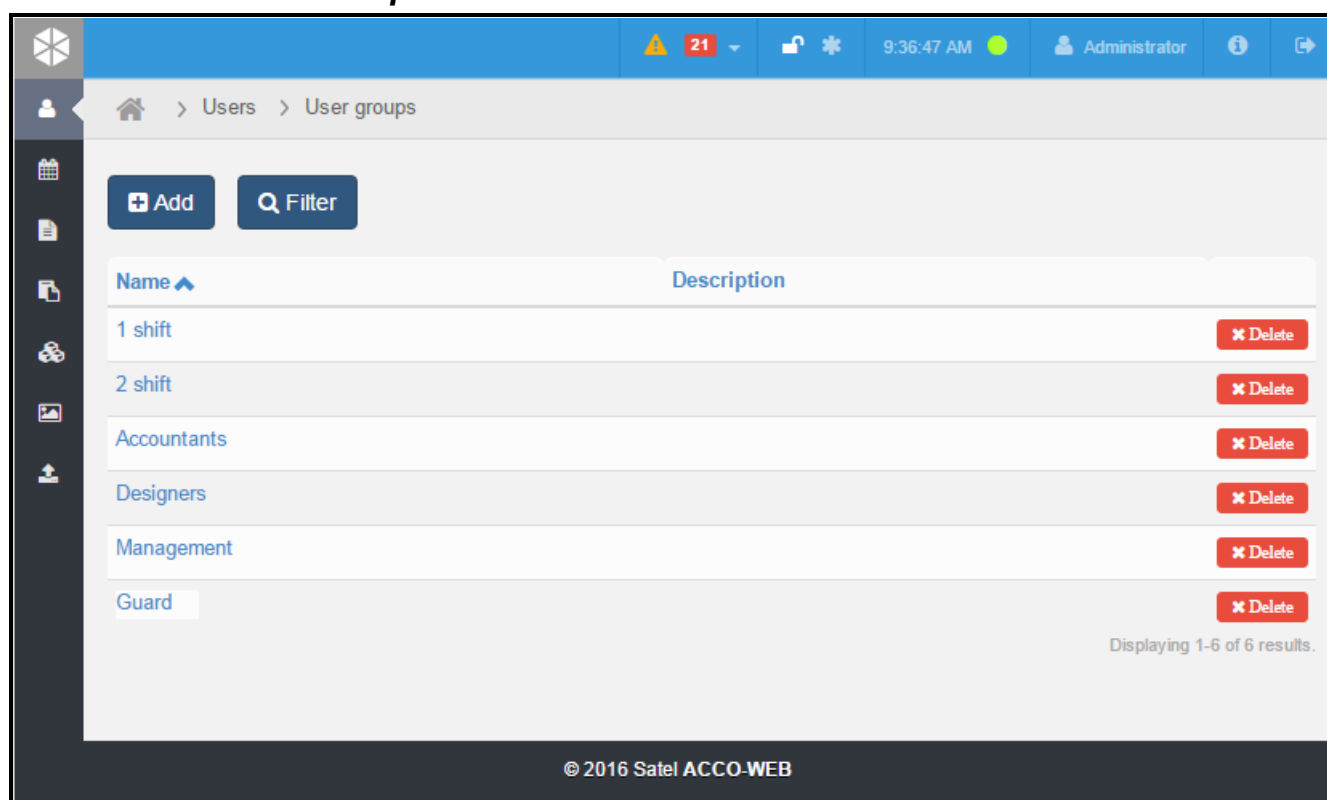 21 9:36:47 AM Administrator
> Users > User groups
Add Filter
Name Description
1 shift Delete
2 shift Delete
Accountants Delete
Designers Delete
Management Delete
Guard Delete
Displaying 1-6 of 6 results.
© 2016 Satel ACCO-WEB